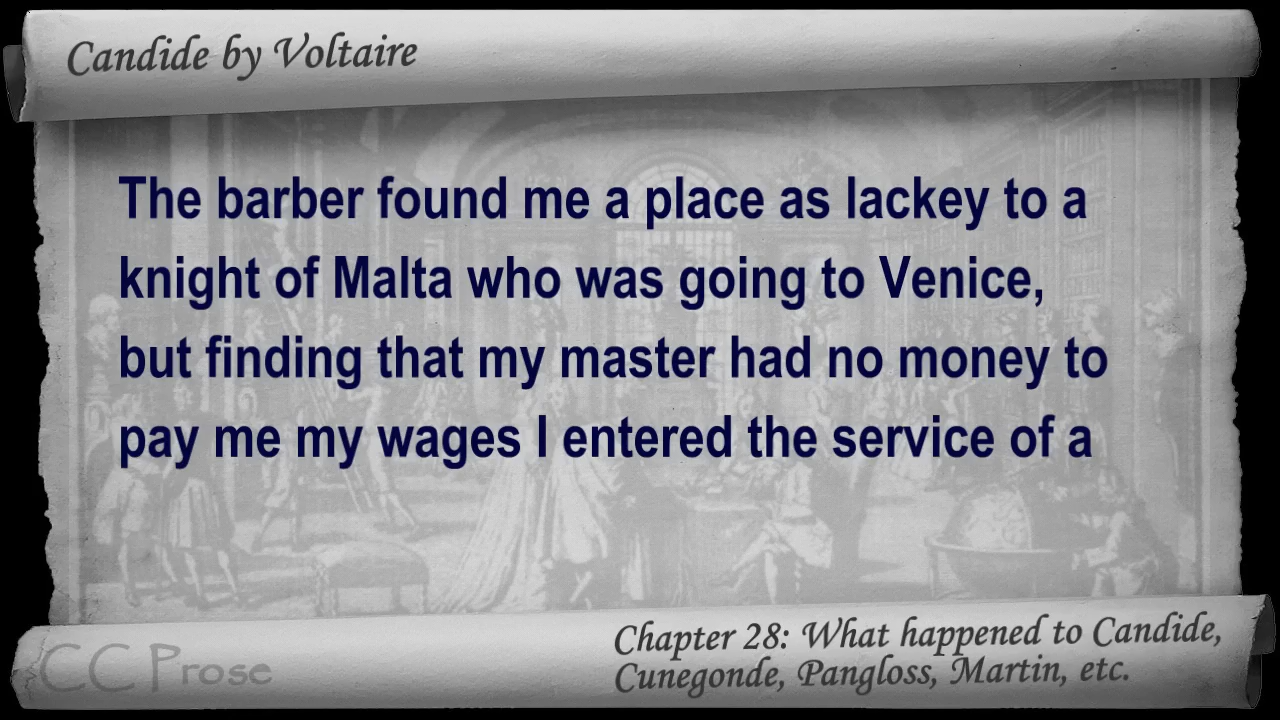 Candide by Voltaire
The barber found me a place as lackey to a
knight of Malta who was going to Venice,
but finding that my master had no money to
pay me my wages I entered the service of a
CC Prose
Chapter 28: What happened to Candide,
Cunegonde, Pangloss, Martin, etc.